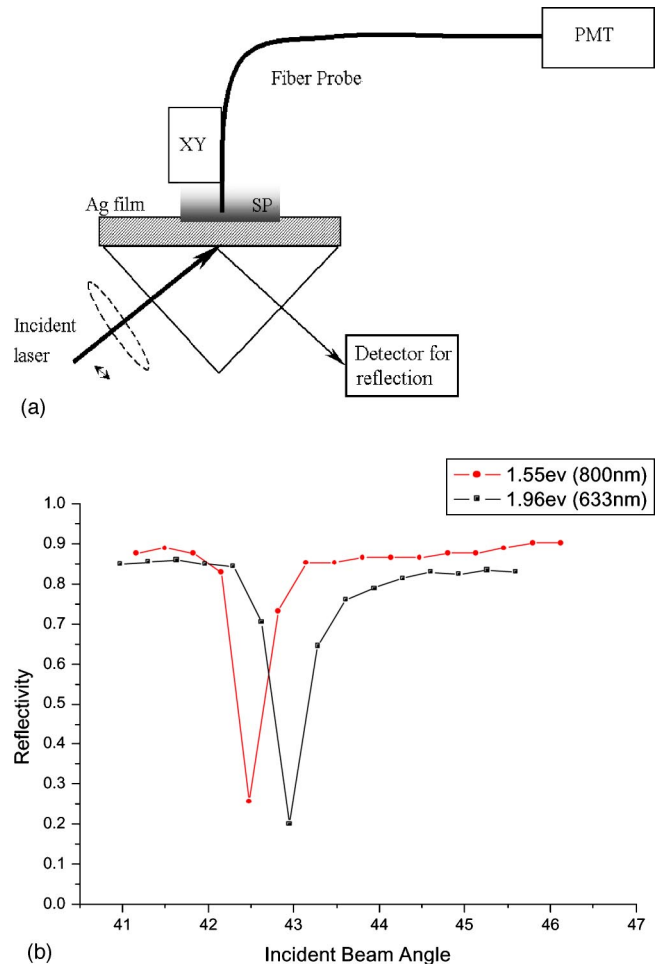 PMT
Fiber Probe
XY
Ag film
SP
Incident
laser
Detector for
reflection
(a)
1.55ev (800nm)
1.96ev (633nm)
1.0
0.9
0.8
0.7
0.6
0.5
0.4
0.3
0.2
0.1
0.0
Reflectivity
41 42 43 44 45 46 47
Incident Beam Angle
(b)